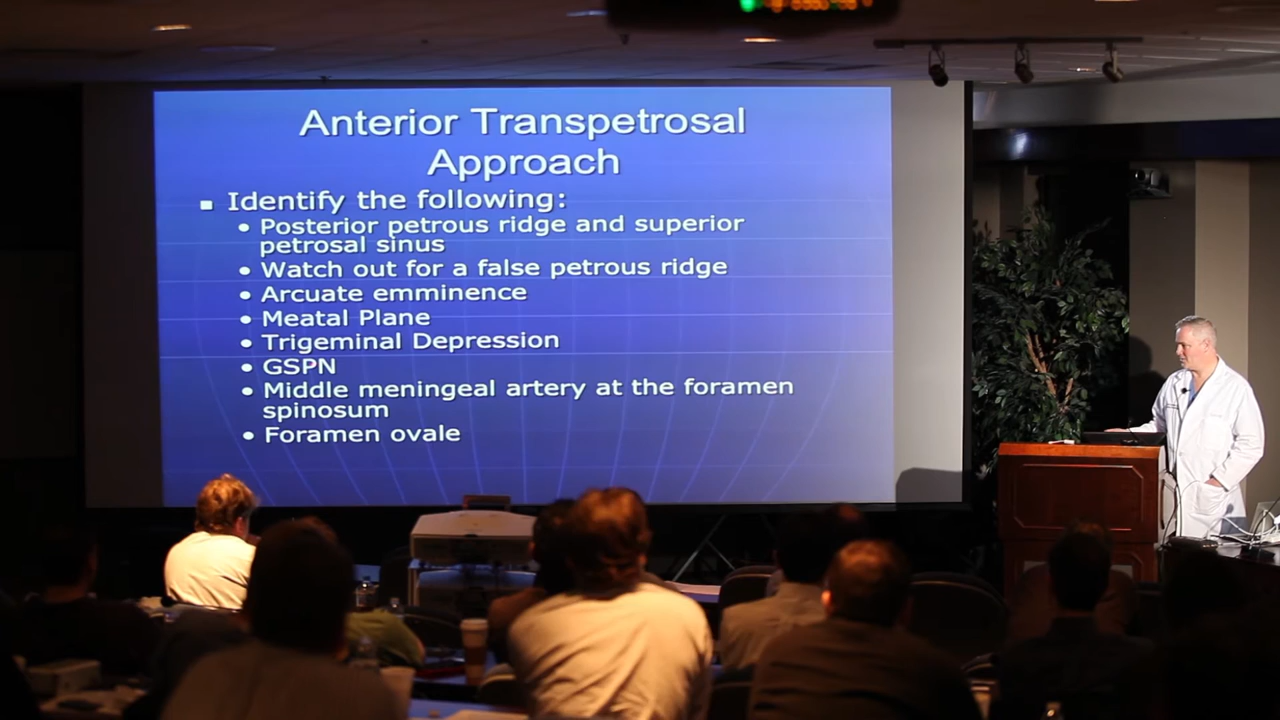 Anterior Transpetrosal
Approach
Identify the following:
Posterior petrous ridge and superior
petrosal sinus
Watch out for a false petrous ridge
Arcuate emminence
Meatal Plane
Trigeminal Depression
GSPN
Middle meningeal artery at the foramen
spinosum
Foramen ovale